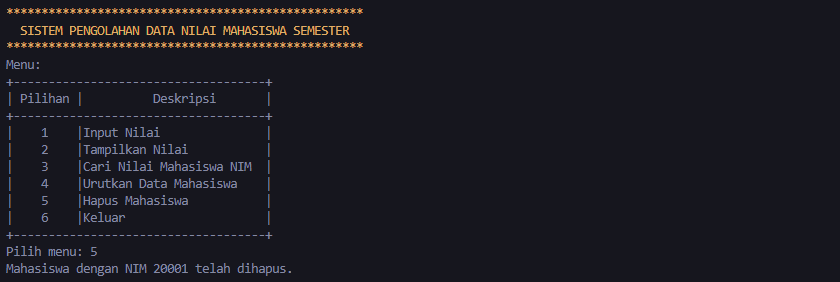 ***************************************************
SISTEM PENGOLAHAN DATA NILAI MAHASISWA SEMESTER
***************************************************
Menu:
+------------------------------------+
| Pilihan |          Deskripsi       |
+------------------------------------+
|    1    |Input Nilai               |
|    2    |Tampilkan Nilai           |
|    3    |Cari Nilai Mahasiswa NIM  |
|    4    |Urutkan Data Mahasiswa    |
|    5    |Hapus Mahasiswa           |
|    6    |Keluar                    |
+------------------------------------+
Pilih menu: 5
Mahasiswa dengan NIM 20001 telah dihapus.